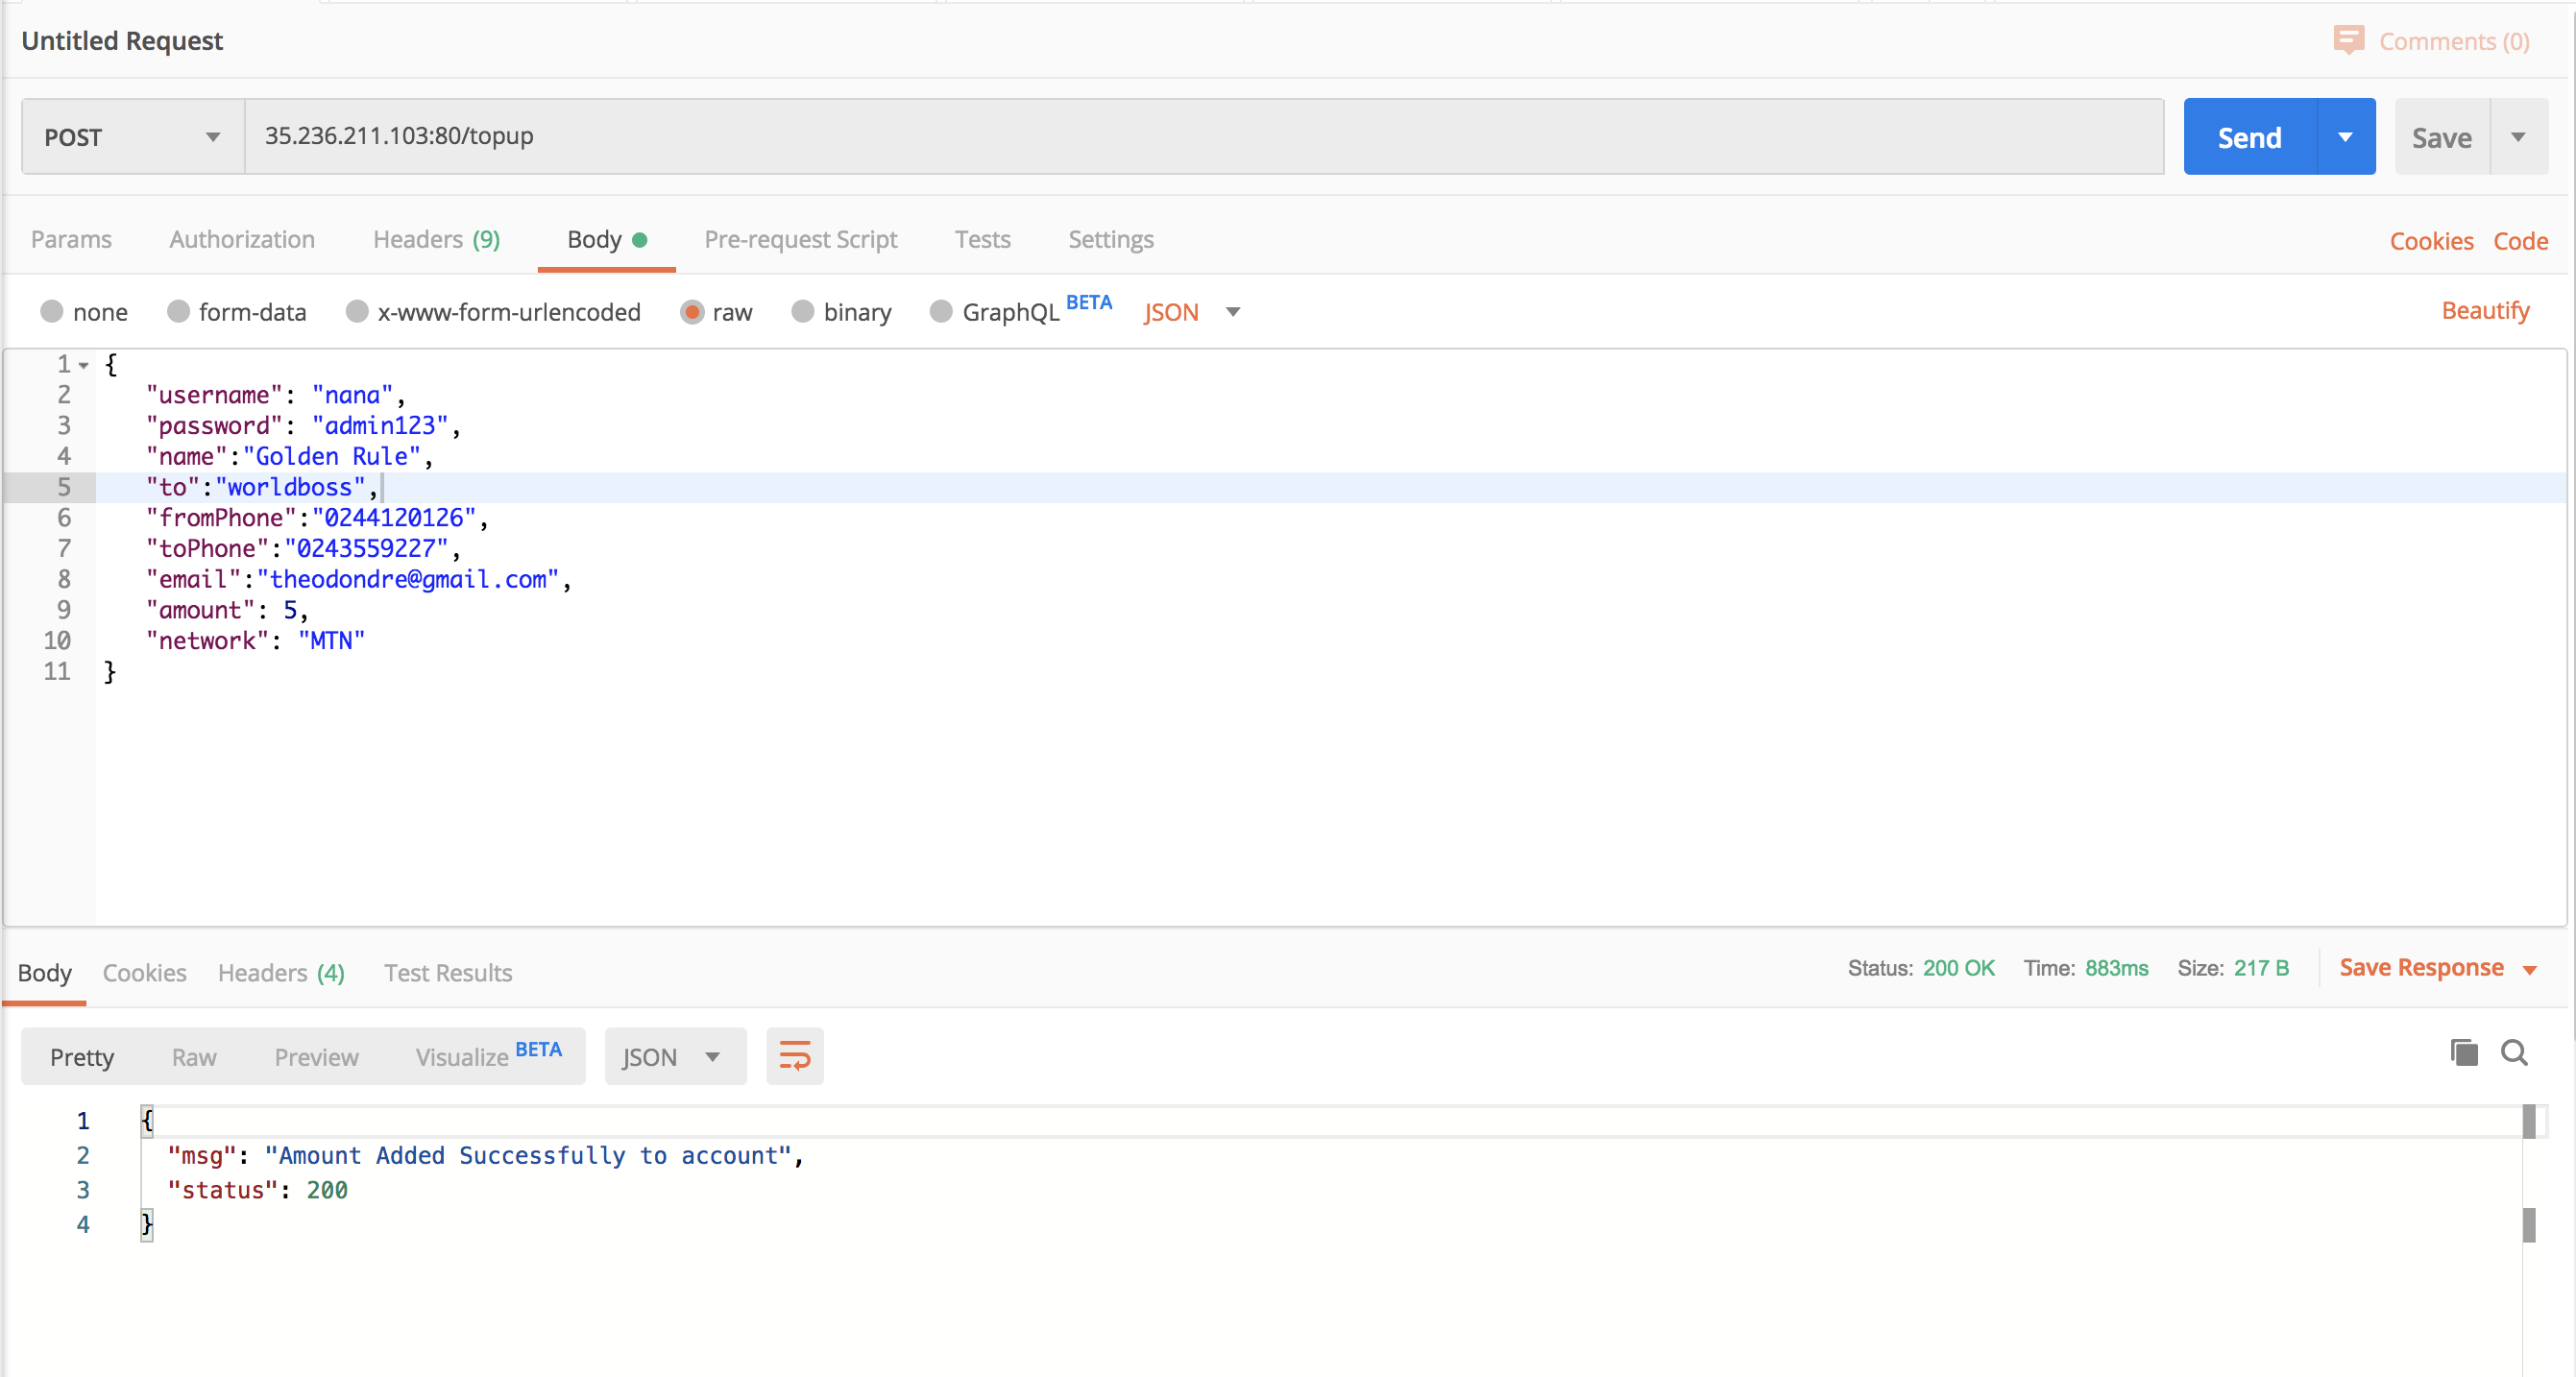 Untitled Request
Comments (0)
POST 35.236.211.103:80/topup Send Save
Params Authorization Headers (9) Body Pre-request Script Tests Settings Cookies Code
none form-data x-www-form-urlencoded raw binary GraphQL BETA JSON Beautify
1 {
2 "username": "nana",
3 "password": "admin123",
4 "name":"Golden Rule",
5 "to":"worldboss",
6 "fromPhone":"0244120126",
7 "toPhone":"0243559227",
8 "email":"theodondre@gmail.com",
9 "amount": 5,
10 "network": "MTN"
11 }
Body Cookies Headers (4) Test Results Status: 200 OK Time: 883ms Size: 217 B Save Response
Pretty Raw Preview Visualize BETA JSON
1 {
2 "msg": "Amount Added Successfully to account",
3 "status": 200
4 }